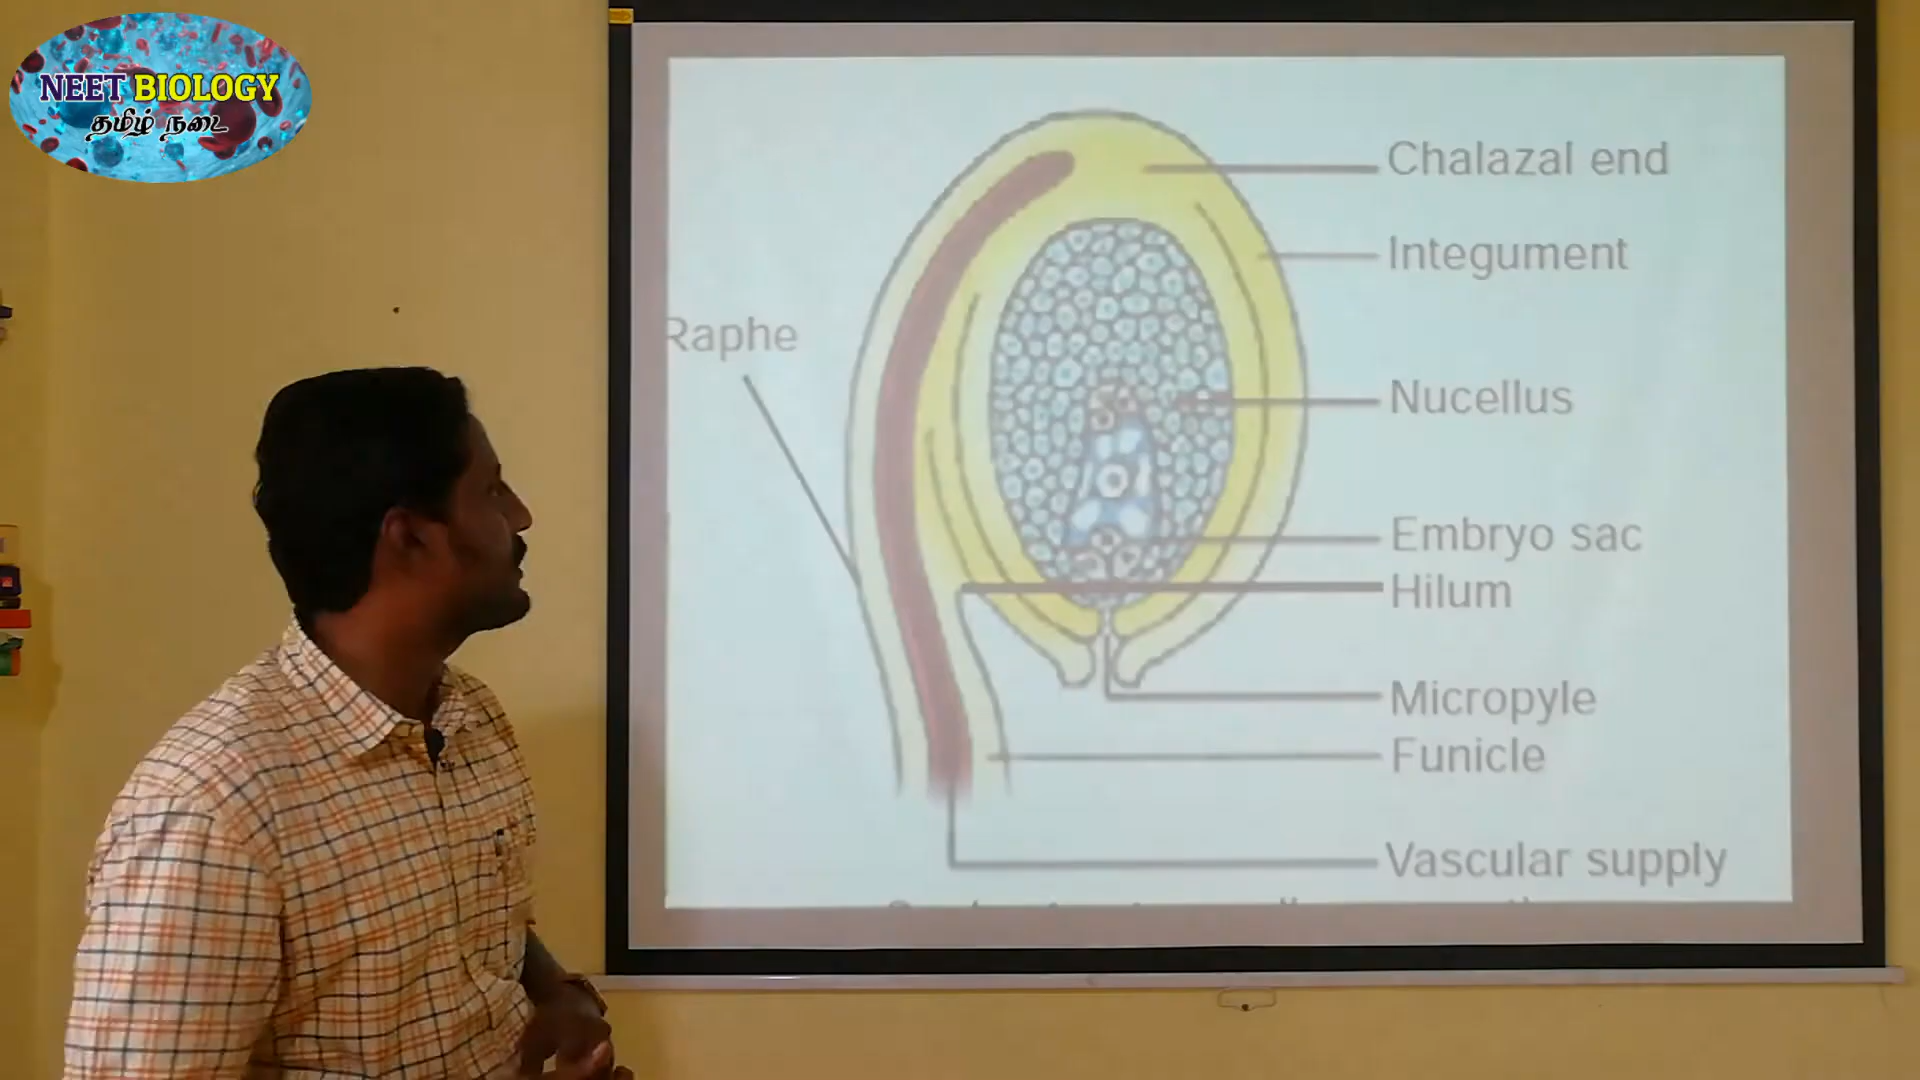 NEET BIOLOGY
தமிழ் நடை
Chalazal end
Integument
Raphe
Nucellus
Embryo sac
Hilum
Micropyle
Funicle
Vascular supply